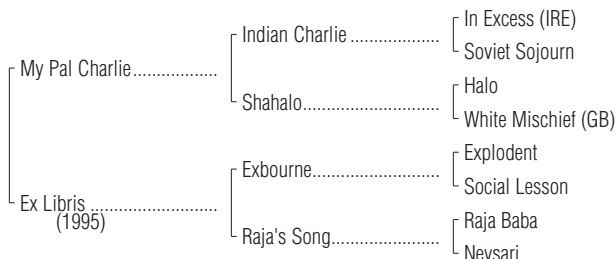 In Excess (IRE)
Indian Charlie
Soviet Sojourn
My Pal Charlie
Halo
Shahalo
White Mischief (GB)
Explodent
Exbourne
Social Lesson
Ex Libris
(1995)
Raja Baba
Raja's Song
Nevsari